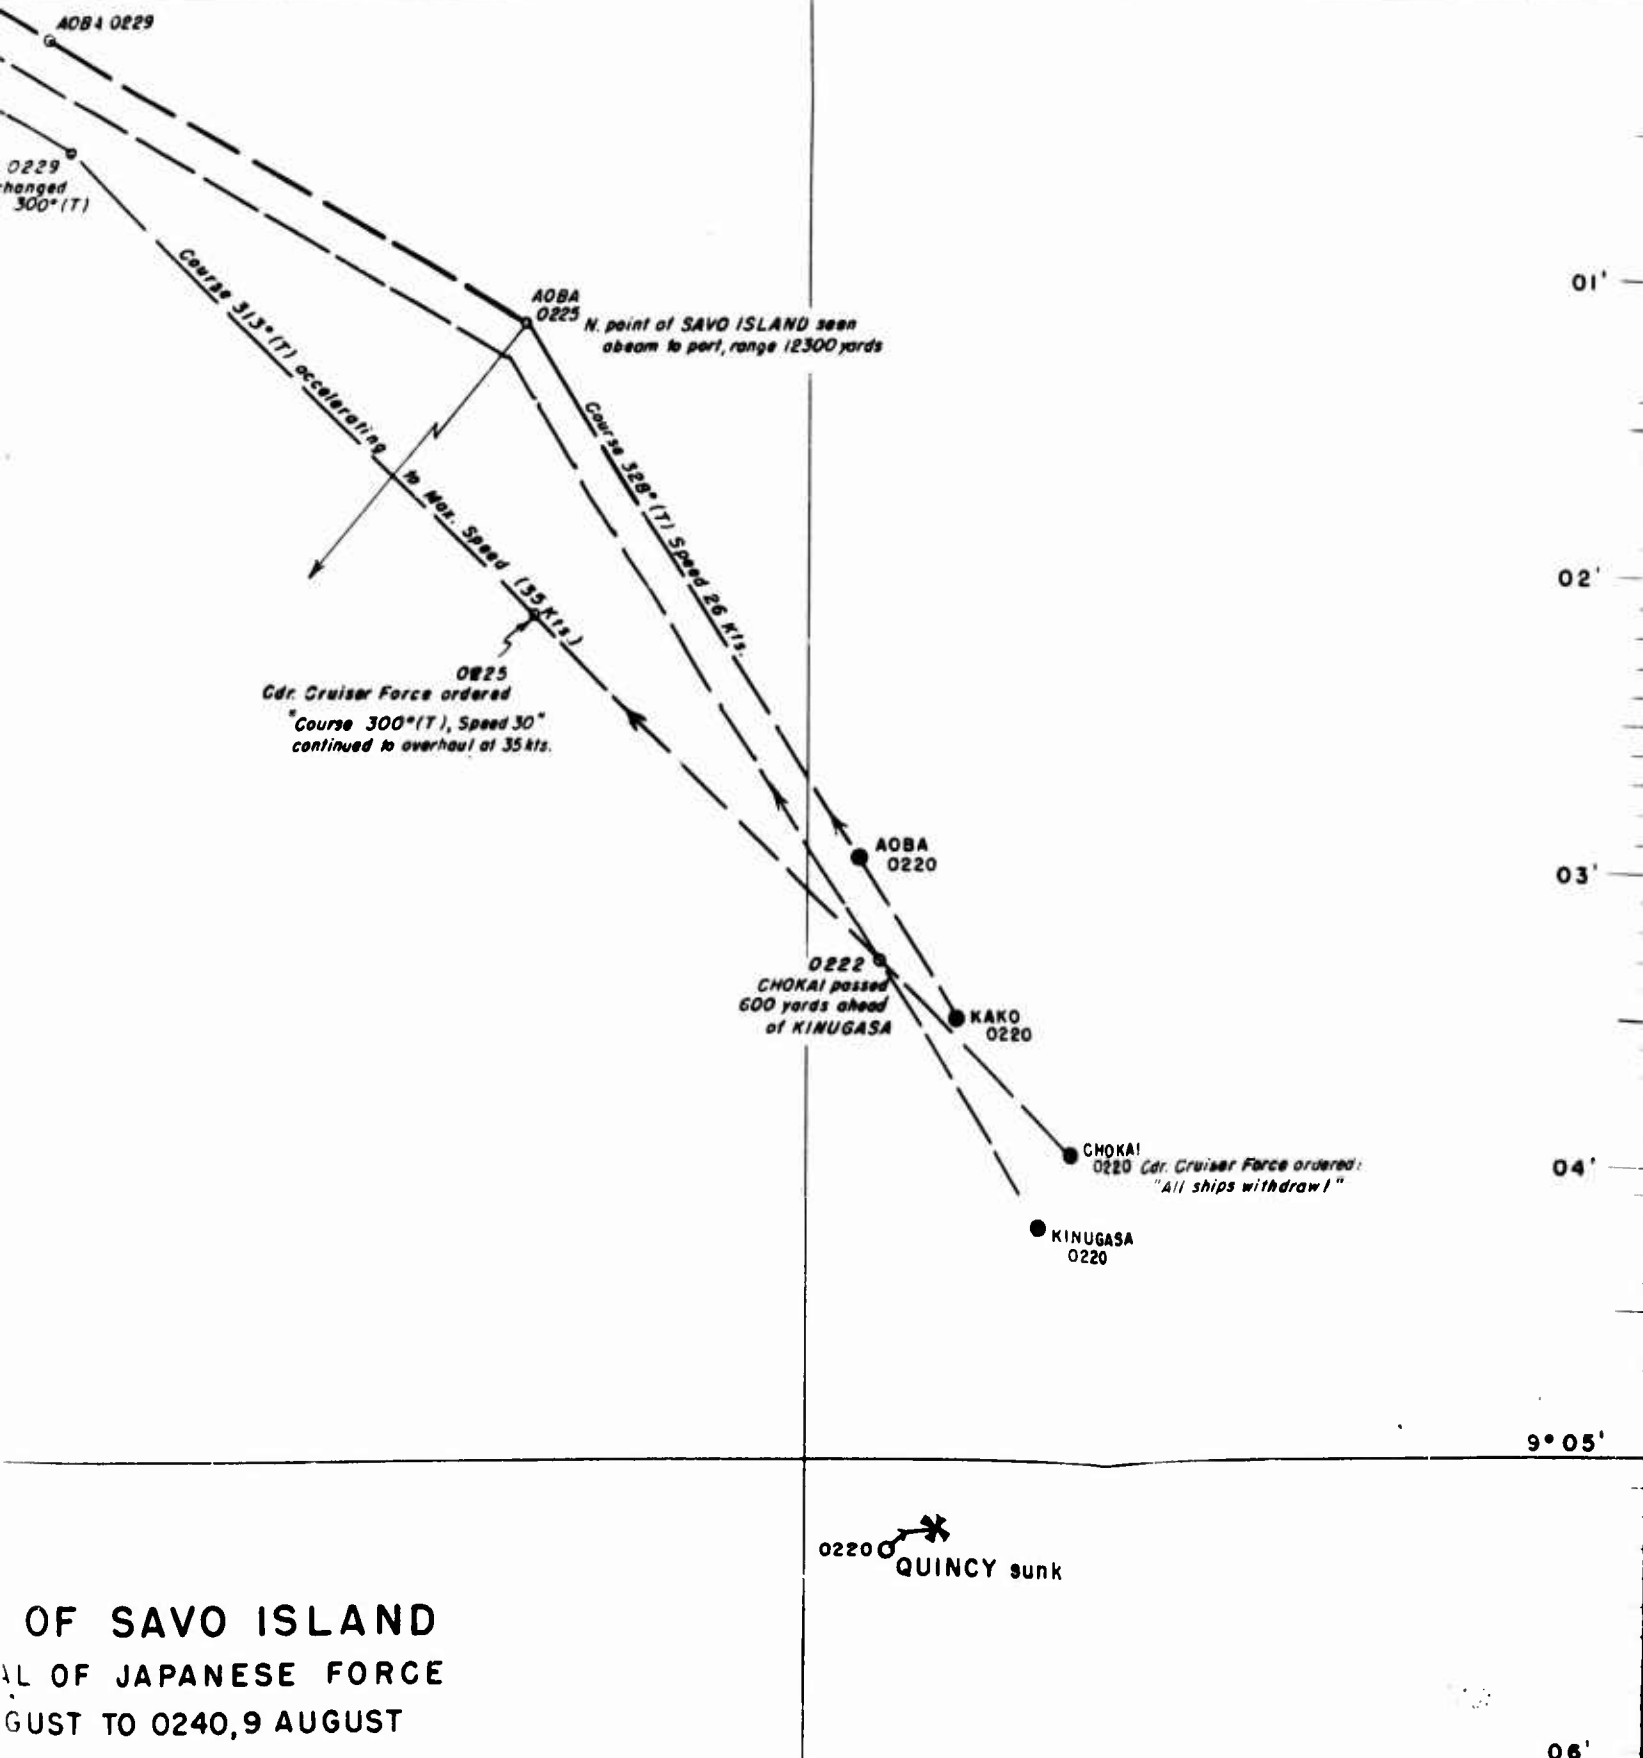 AOBA 0229
0229
changed
300°(T)
Course 313°(T) accelerating to Max. Speed (35 Kts.)
AOBA
0225
N. point of SAVO ISLAND seen
abeam to port, range 12300 yards
01'
Course 328°(T) Speed 26 Kts.
02'
0225
Cdr. Cruiser Force ordered
"Course 300°(T), Speed 30"
continued to overhaul at 35 kts.
AOBA
0220
03'
0222
CHOKAI passed
600 yards ahead
of KINUGASA
KAKO
0220
CHOKAI
0220 Cdr. Cruiser Force ordered:
"All ships withdraw!"
04'
KINUGASA
0220
9°05'
0220
QUINCY sunk
OF SAVO ISLAND
AL OF JAPANESE FORCE
GUST TO 0240, 9 AUGUST
06'